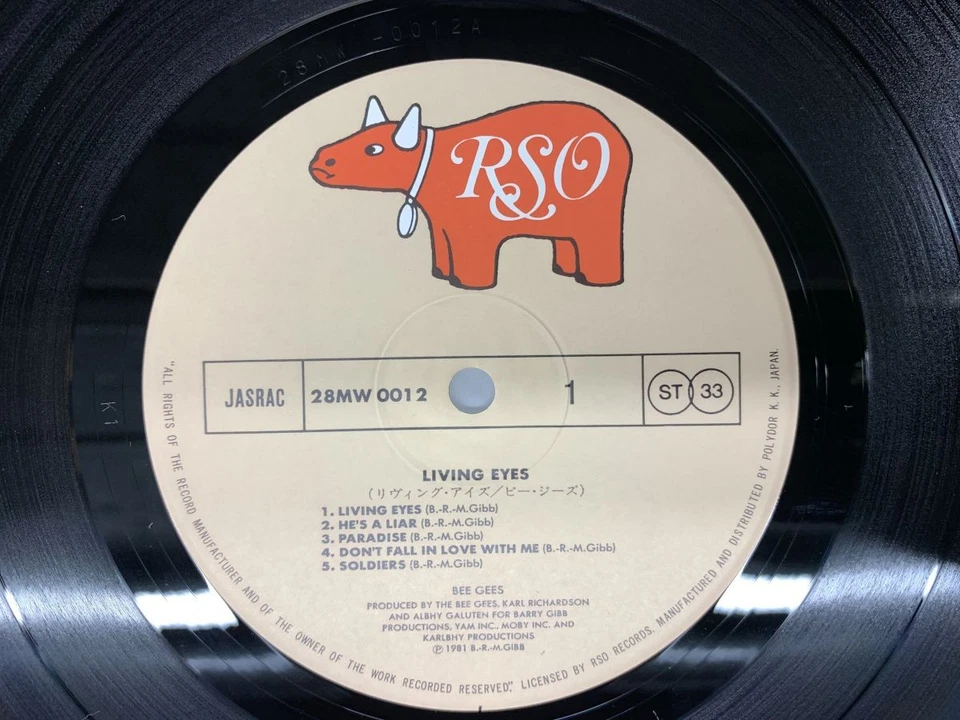 28MW-0012A
RSO
JASRAC
28MW 0012
1
ST 33
LIVING EYES
(リヴィング・アイズ/ビー・ジーズ)
1. LIVING EYES (B.-R.-M.Gibb)
2. HE'S A LIAR (B.-R.-M.Gibb)
3. PARADISE (B.-R.-M.Gibb)
4. DON'T FALL IN LOVE WITH ME (B.-R.-M.Gibb)
5. SOLDIERS (B.-R.-M.Gibb)
BEE GEES
PRODUCED BY THE BEE GEES, KARL RICHARDSON
AND ALBHY GALUTEN FOR BARRY GIBB
PRODUCTIONS, YAM INC., MOBY INC. AND
KARLBHY PRODUCTIONS
℗ 1981 B.-R.-M.GIBB
"ALL RIGHTS OF THE RECORD MANUFACTURER AND OF THE OWNER OF THE WORK RECORDED RESERVED." LICENSED BY RSO RECORDS. MANUFACTURED AND DISTRIBUTED BY POLYDOR K. K., JAPAN.
K1